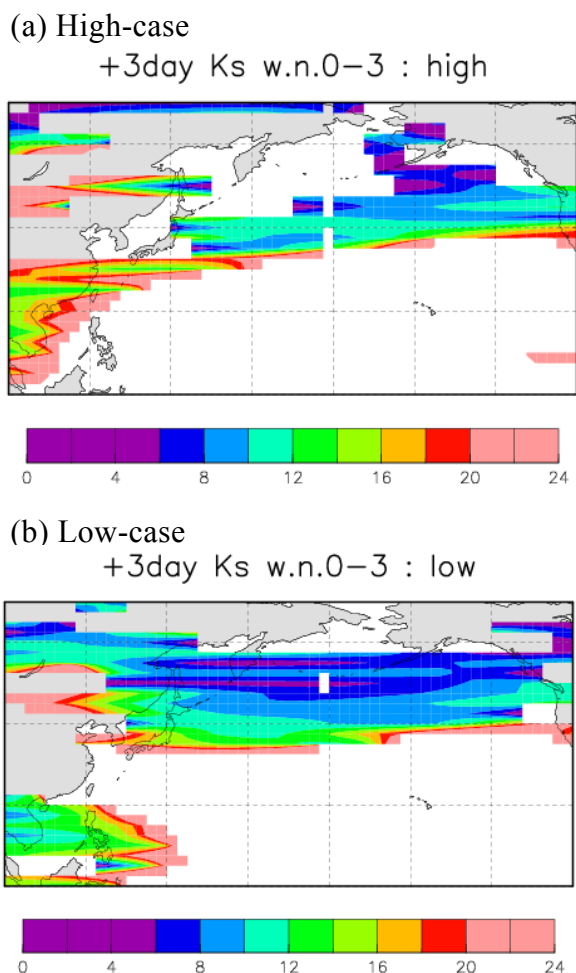 (a) High-case
+3day Ks w.n.0-3 : high
0 4 8 12 16 20 24
(b) Low-case
+3day Ks w.n.0-3 : low
0 4 8 12 16 20 24